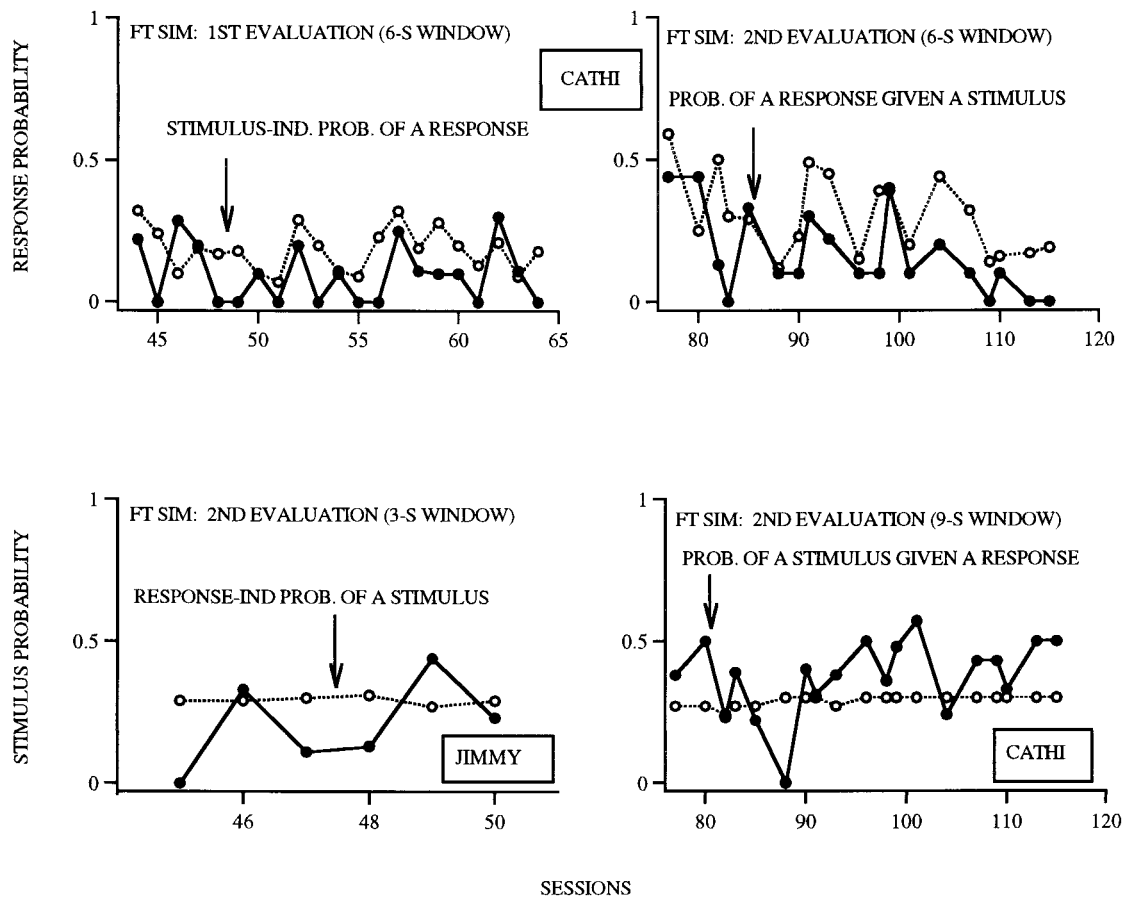 RESPONSE PROBABILITY
1
0.5
0
FT SIM: 1ST EVALUATION (6-S WINDOW)
CATHI
STIMULUS-IND. PROB. OF A RESPONSE
45
50
55
60
65
1
0.5
0
FT SIM: 2ND EVALUATION (6-S WINDOW)
PROB. OF A RESPONSE GIVEN A STIMULUS
80
90
100
110
120
STIMULUS PROBABILITY
1
0.5
0
FT SIM: 2ND EVALUATION (3-S WINDOW)
RESPONSE-IND PROB. OF A STIMULUS
JIMMY
46
48
50
1
0.5
0
FT SIM: 2ND EVALUATION (9-S WINDOW)
PROB. OF A STIMULUS GIVEN A RESPONSE
CATHI
80
90
100
110
120
SESSIONS